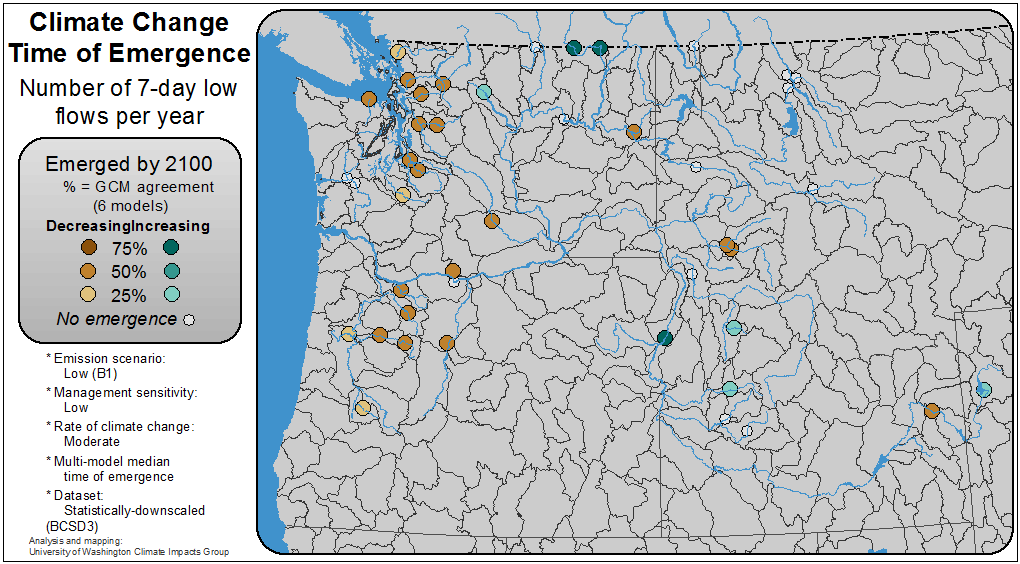 Climate Change
Time of Emergence
Number of 7-day low
flows per year
Emerged by 2100
% = GCM agreement
(6 models)
DecreasingIncreasing
75%
50%
25%
No emergence
* Emission scenario:
Low (B1)
* Management sensitivity:
Low
* Rate of climate change:
Moderate
* Multi-model median
time of emergence
* Dataset:
Statistically-downscaled
(BCSD3)
Analysis and mapping:
University of Washington Climate Impacts Group